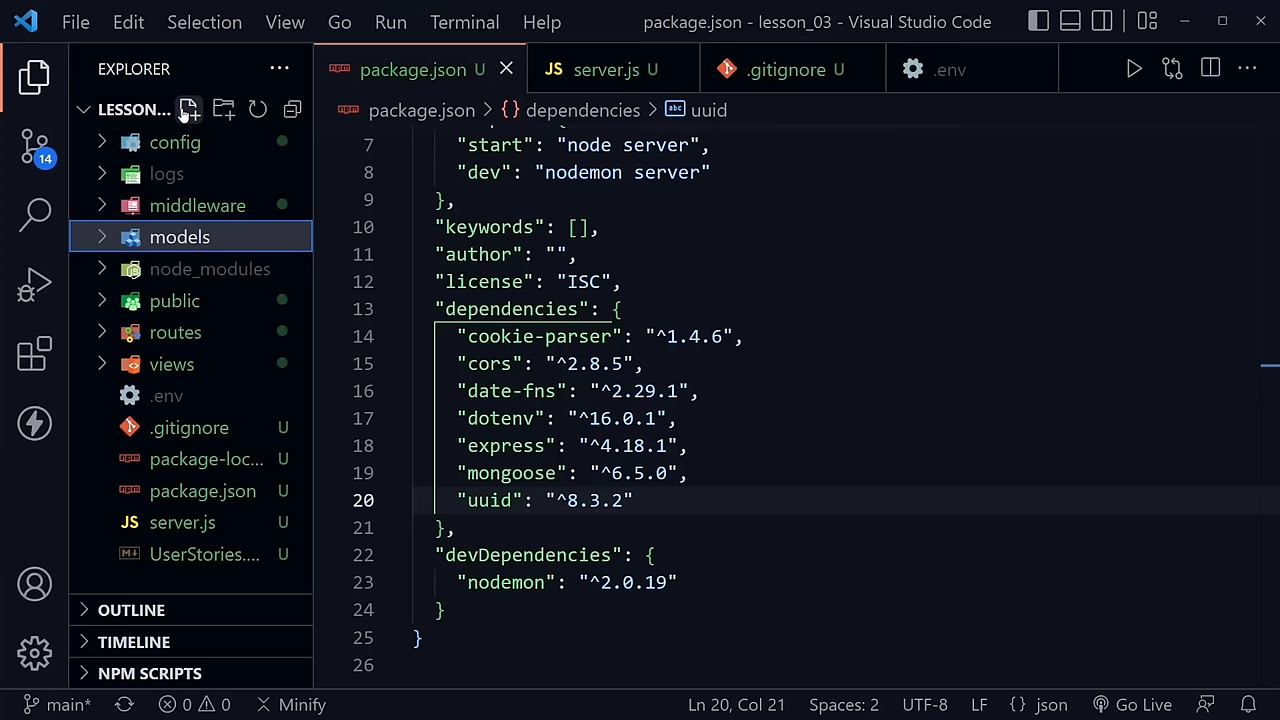 File Edit Selection View Go Run Terminal Help package.json - lesson_03 - Visual Studio Code
EXPLORER
package.json U
JS server.js U
.gitignore U
.env
LESSON...
package.json > {} dependencies > abc uuid
config
logs
middleware
models
node_modules
public
routes
views
.env
.gitignore U
package-loc... U
package.json U
JS server.js U
UserStories.... U
OUTLINE
TIMELINE
NPM SCRIPTS
14
7 "start": "node server",
8 "dev": "nodemon server"
9 },
10 "keywords": [],
11 "author": "",
12 "license": "ISC",
13 "dependencies": {
14 "cookie-parser": "^1.4.6",
15 "cors": "^2.8.5",
16 "date-fns": "^2.29.1",
17 "dotenv": "^16.0.1",
18 "express": "^4.18.1",
19 "mongoose": "^6.5.0",
20 "uuid": "^8.3.2"
21 },
22 "devDependencies": {
23 "nodemon": "^2.0.19"
24 }
25 }
26
main* 0 0 Minify Ln 20, Col 21 Spaces: 2 UTF-8 LF {} json Go Live